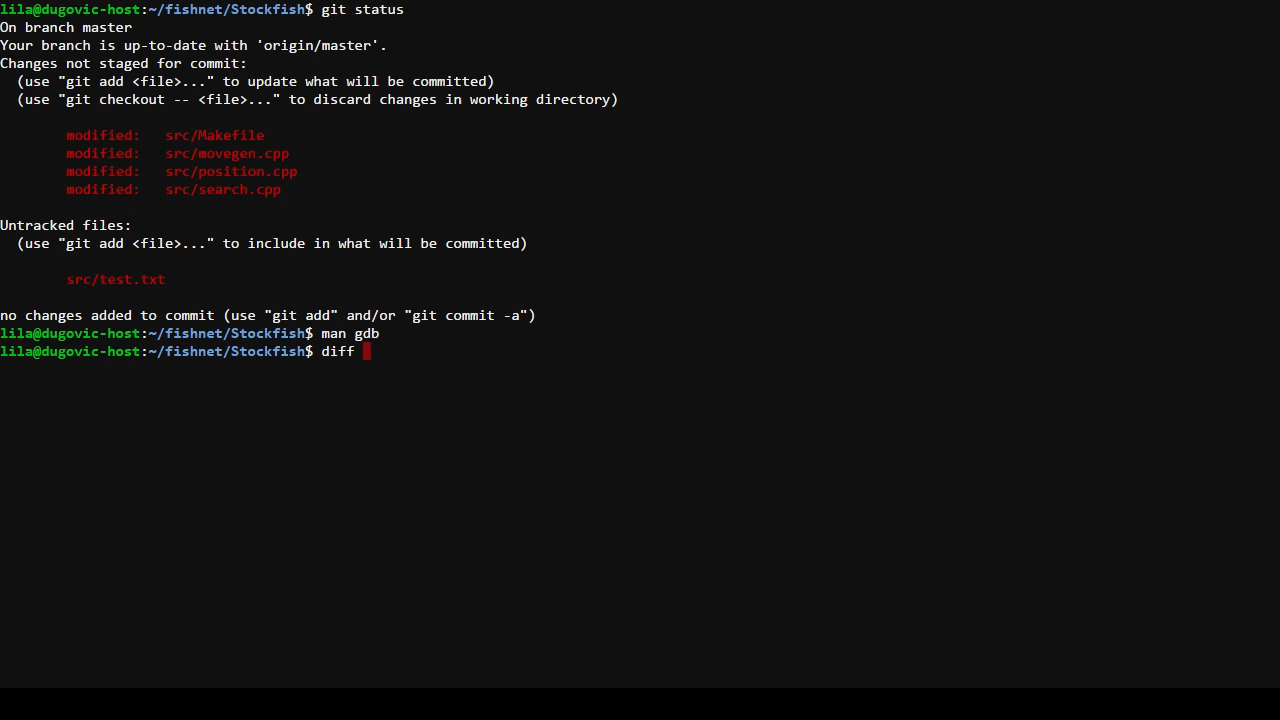 lila@dugovic-host:~/fishnet/Stockfish$ git status
On branch master
Your branch is up-to-date with 'origin/master'.
Changes not staged for commit:
  (use "git add <file>..." to update what will be committed)
  (use "git checkout -- <file>..." to discard changes in working directory)

        modified:   src/Makefile
        modified:   src/movegen.cpp
        modified:   src/position.cpp
        modified:   src/search.cpp

Untracked files:
  (use "git add <file>..." to include in what will be committed)

        src/test.txt

no changes added to commit (use "git add" and/or "git commit -a")
lila@dugovic-host:~/fishnet/Stockfish$ man gdb
lila@dugovic-host:~/fishnet/Stockfish$ diff